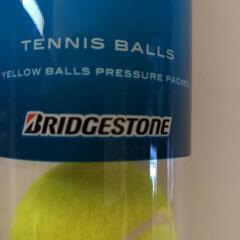 TENNIS BALLS
YELLOW BALLS PRESSURE PACKED
BRIDGESTONE